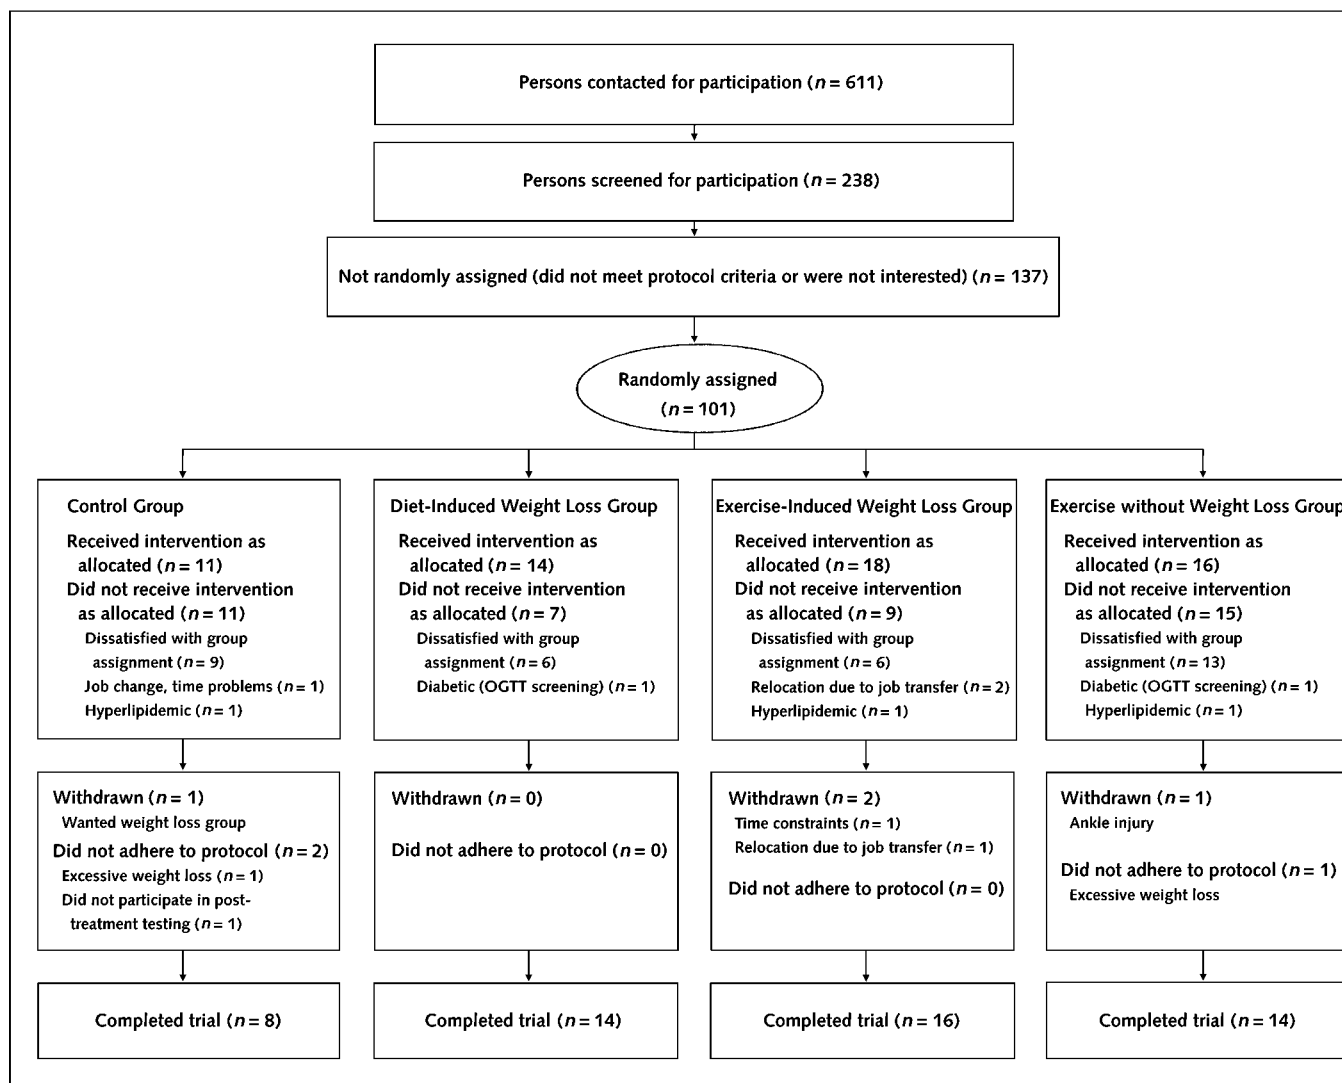 Persons contacted for participation (n = 611)
Persons screened for participation (n = 238)
Not randomly assigned (did not meet protocol criteria or were not interested) (n = 137)
Randomly assigned
(n = 101)
Control Group
Received intervention as
allocated (n = 11)
Did not receive intervention
as allocated (n = 11)
Dissatisfied with group
assignment (n = 9)
Job change, time problems (n = 1)
Hyperlipidemic (n = 1)
Diet-Induced Weight Loss Group
Received intervention as
allocated (n = 14)
Did not receive intervention
as allocated (n = 7)
Dissatisfied with group
assignment (n = 6)
Diabetic (OGTT screening) (n = 1)
Exercise-Induced Weight Loss Group
Received intervention as
allocated (n = 18)
Did not receive intervention
as allocated (n = 9)
Dissatisfied with group
assignment (n = 6)
Relocation due to job transfer (n = 2)
Hyperlipidemic (n = 1)
Exercise without Weight Loss Group
Received intervention as
allocated (n = 16)
Did not receive intervention
as allocated (n = 15)
Dissatisfied with group
assignment (n = 13)
Diabetic (OGTT screening) (n = 1)
Hyperlipidemic (n = 1)
Withdrawn (n = 1)
Wanted weight loss group
Did not adhere to protocol (n = 2)
Excessive weight loss (n = 1)
Did not participate in post-
treatment testing (n = 1)
Withdrawn (n = 0)
Did not adhere to protocol (n = 0)
Withdrawn (n = 2)
Time constraints (n = 1)
Relocation due to job transfer (n = 1)
Did not adhere to protocol (n = 0)
Withdrawn (n = 1)
Ankle injury
Did not adhere to protocol (n = 1)
Excessive weight loss
Completed trial (n = 8)
Completed trial (n = 14)
Completed trial (n = 16)
Completed trial (n = 14)